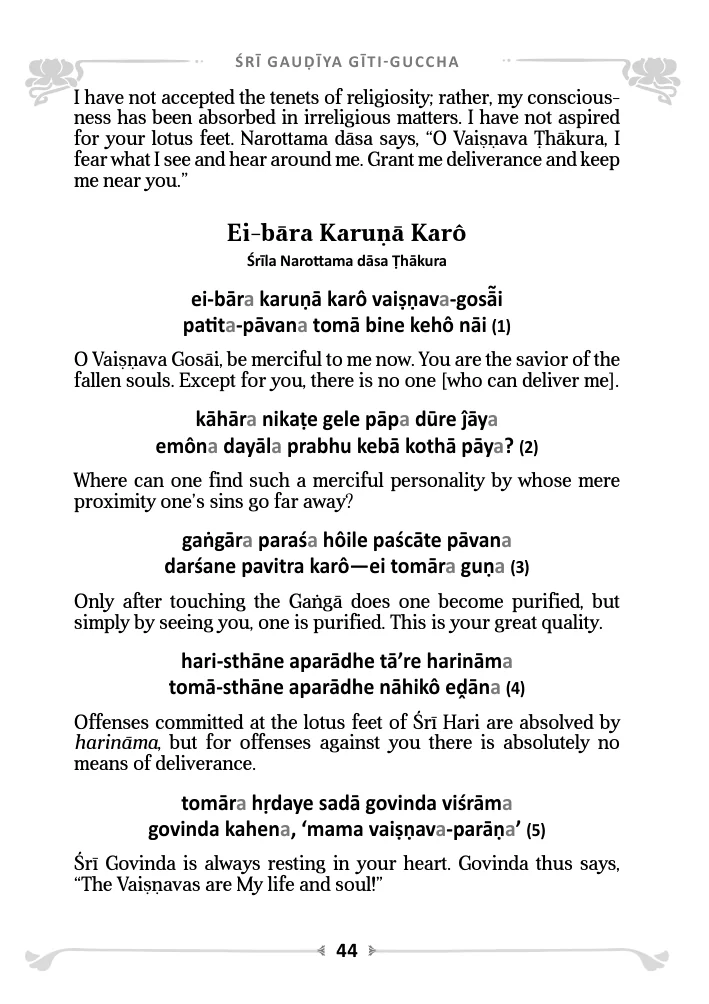 ŚRĪ GAUḌĪYA GĪTI-GUCCHA
I have not accepted the tenets of religiosity; rather, my conscious-
ness has been absorbed in irreligious matters. I have not aspired
for your lotus feet. Narottama dāsa says, “O Vaiṣṇava Ṭhākura, I
fear what I see and hear around me. Grant me deliverance and keep
me near you.”
Ei-bāra Karuṇā Karô
Śrīla Narottama dāsa Ṭhākura
ei-bāra karuṇā karô vaiṣṇava-gosā̃i
patita-pāvana tomā bine kehô nāi (1)
O Vaiṣṇava Gosāi, be merciful to me now. You are the savior of the
fallen souls. Except for you, there is no one [who can deliver me].
kāhāra nikaṭe gele pāpa dūre ĵāya
emôna dayāla prabhu kebā kothā pāya? (2)
Where can one find such a merciful personality by whose mere
proximity one’s sins go far away?
gaṅgāra paraśa hôile paścāte pāvana
darśane pavitra karô—ei tomāra guṇa (3)
Only after touching the Gaṅgā does one become purified, but
simply by seeing you, one is purified. This is your great quality.
hari-sthāne aparādhe tā’re harināma
tomā-sthāne aparādhe nāhikô eḓāna (4)
Offenses committed at the lotus feet of Śrī Hari are absolved by
harināma, but for offenses against you there is absolutely no
means of deliverance.
tomāra hṛdaye sadā govinda viśrāma
govinda kahena, ‘mama vaiṣṇava-parāṇa’ (5)
Śrī Govinda is always resting in your heart. Govinda thus says,
“The Vaiṣṇavas are My life and soul!”
44